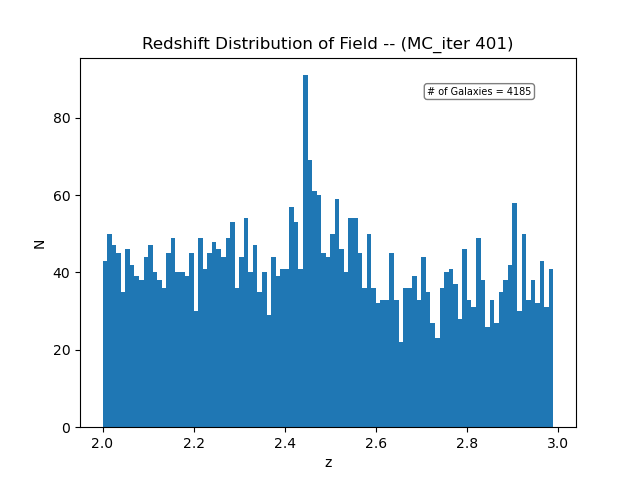 Redshift Distribution of Field -- (MC_iter 401)
# of Galaxies = 4185
N
80
60
40
20
0
2.0 2.2 2.4 2.6 2.8 3.0
z